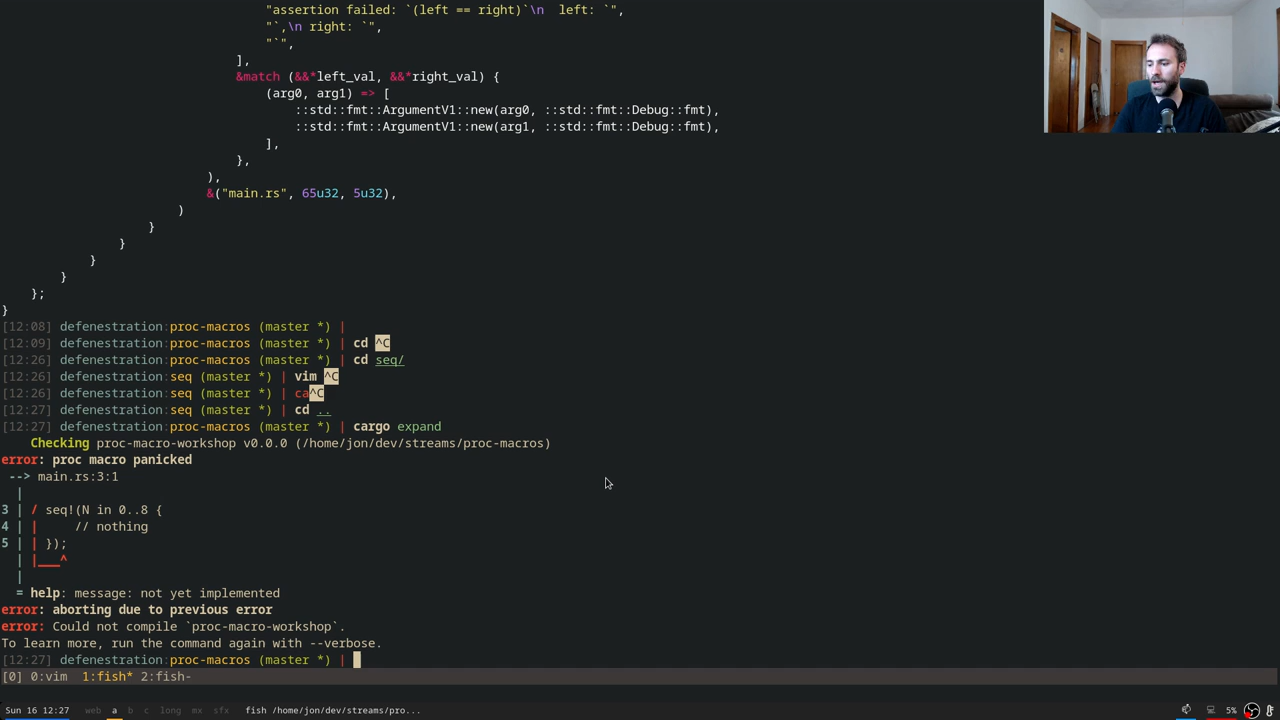 "assertion failed: `(left == right)`\n  left: `",
"`,\n right: `",
"`",
],
&match (&&*left_val, &&*right_val) {
(arg0, arg1) => [
::std::fmt::ArgumentV1::new(arg0, ::std::fmt::Debug::fmt),
::std::fmt::ArgumentV1::new(arg1, ::std::fmt::Debug::fmt),
],
},
),
&("main.rs", 65u32, 5u32),
)
}
}
}
}
};
}
[12:08] defenestration:proc-macros (master *) |
[12:09] defenestration:proc-macros (master *) | cd ^C
[12:26] defenestration:proc-macros (master *) | cd seq/
[12:26] defenestration:seq (master *) | vim ^C
[12:26] defenestration:seq (master *) | ca^C
[12:27] defenestration:seq (master *) | cd ..
[12:27] defenestration:proc-macros (master *) | cargo expand
Checking proc-macro-workshop v0.0.0 (/home/jon/dev/streams/proc-macros)
error: proc macro panicked
--> main.rs:3:1
|
3 | / seq!(N in 0..8 {
4 | |     // nothing
5 | | });
| |___^
|
= help: message: not yet implemented
error: aborting due to previous error
error: Could not compile `proc-macro-workshop`.
To learn more, run the command again with --verbose.
[12:27] defenestration:proc-macros (master *) |
[0] 0:vim  1:fish* 2:fish-
Sun 16 12:27 web a b c long mx sfx fish /home/jon/dev/streams/pro... 5%